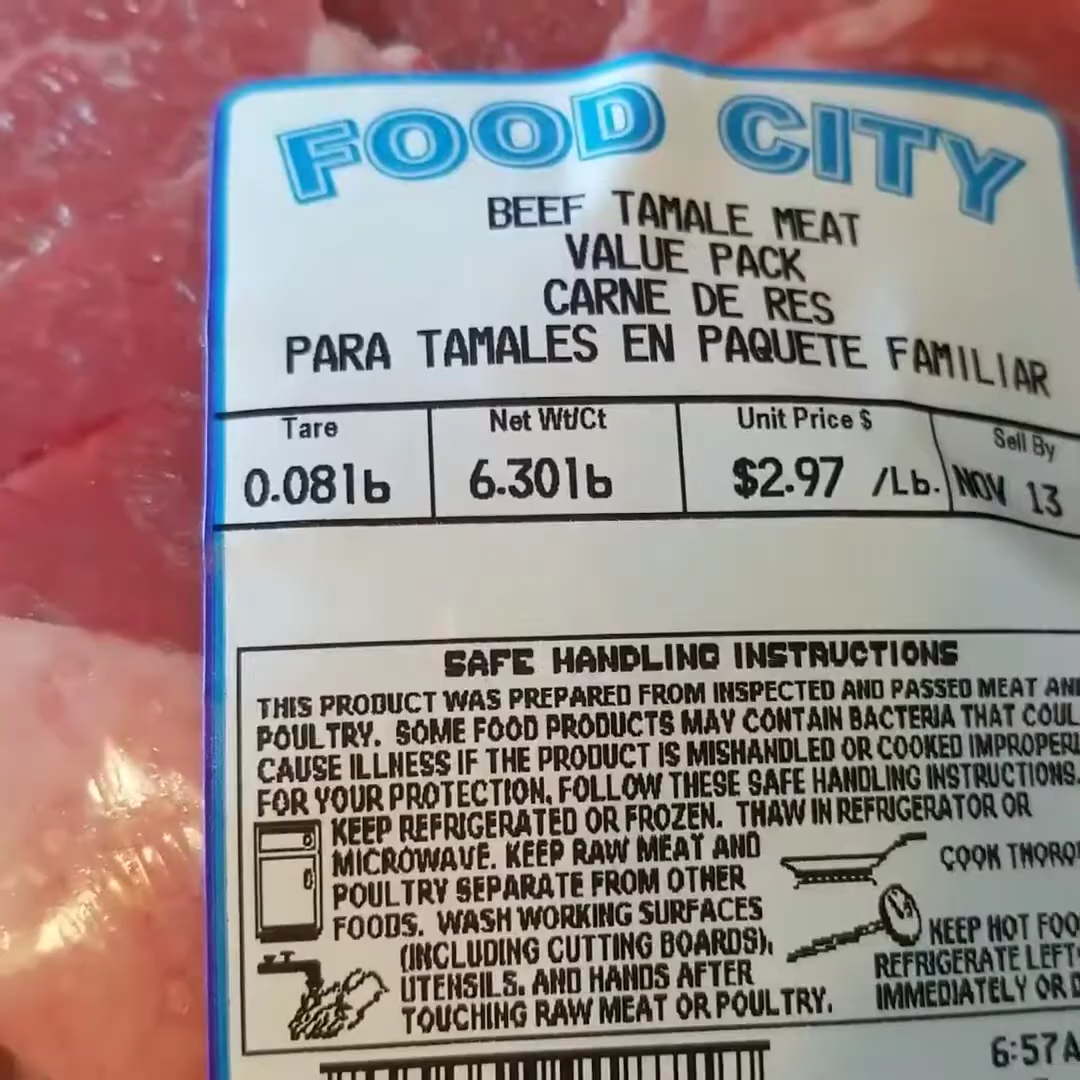 FOOD CITY
BEEF TAMALE MEAT
VALUE PACK
CARNE DE RES
PARA TAMALES EN PAQUETE FAMILIAR
Tare Net Wt/Ct Unit Price $ Sell By
0.08lb 6.30lb $2.97 /Lb. NOV 13
SAFE HANDLING INSTRUCTIONS
THIS PRODUCT WAS PREPARED FROM INSPECTED AND PASSED MEAT AN
POULTRY. SOME FOOD PRODUCTS MAY CONTAIN BACTERIA THAT COUL
CAUSE ILLNESS IF THE PRODUCT IS MISHANDLED OR COOKED IMPROPERL
FOR YOUR PROTECTION, FOLLOW THESE SAFE HANDLING INSTRUCTIONS.
KEEP REFRIGERATED OR FROZEN. THAW IN REFRIGERATOR OR
MICROWAVE. KEEP RAW MEAT AND
POULTRY SEPARATE FROM OTHER
FOODS. WASH WORKING SURFACES
(INCLUDING CUTTING BOARDS),
UTENSILS, AND HANDS AFTER
TOUCHING RAW MEAT OR POULTRY.
COOK THORO
KEEP HOT FOO
REFRIGERATE LEFT
IMMEDIATELY OR D
6:57A